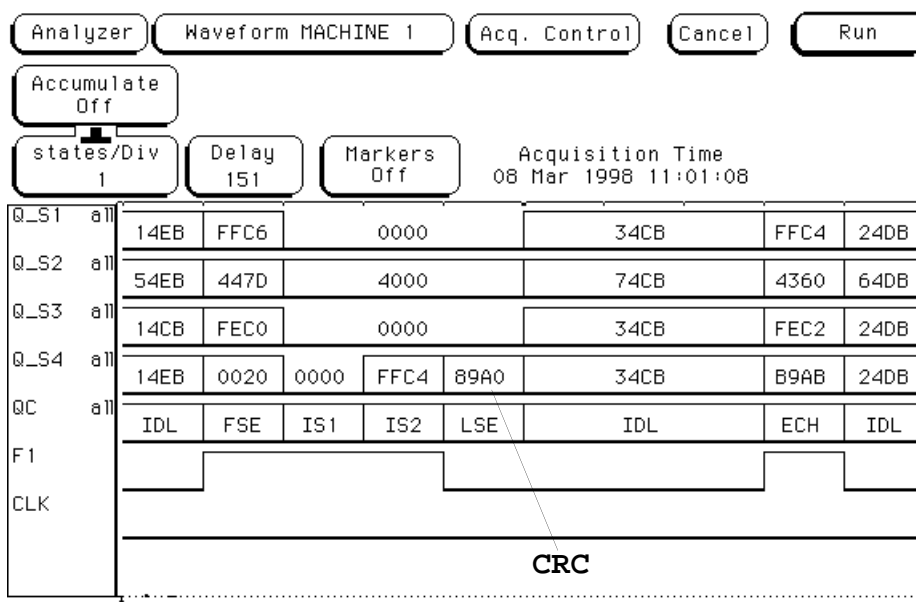 Analyzer Waveform MACHINE 1 Acq. Control Cancel Run
Accumulate
Off
states/Div
1
Delay
151
Markers
Off
Acquisition Time
08 Mar 1998 11:01:08
Q_S1 all 14EB FFC6 0000 34CB FFC4 24DB
Q_S2 all 54EB 447D 4000 74CB 4360 64DB
Q_S3 all 14CB FEC0 0000 34CB FEC2 24DB
Q_S4 all 14EB 0020 0000 FFC4 89A0 34CB B9AB 24DB
QC all IDL FSE IS1 IS2 LSE IDL ECH IDL
F1
CLK
CRC